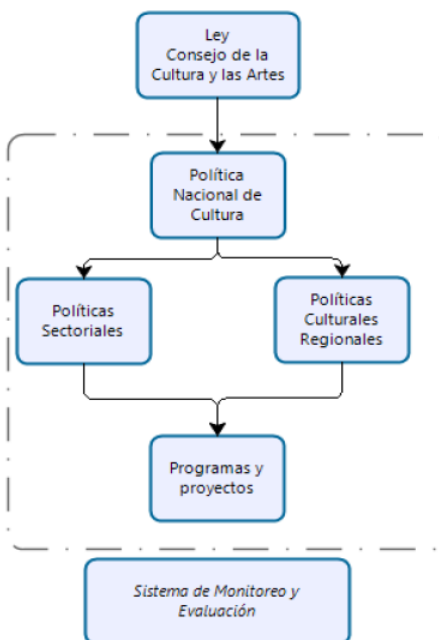 Ley
Consejo de la
Cultura y las Artes
Política
Nacional de
Cultura
Políticas
Sectoriales
Políticas
Culturales
Regionales
Programas y
proyectos
Sistema de Monitoreo y
Evaluación